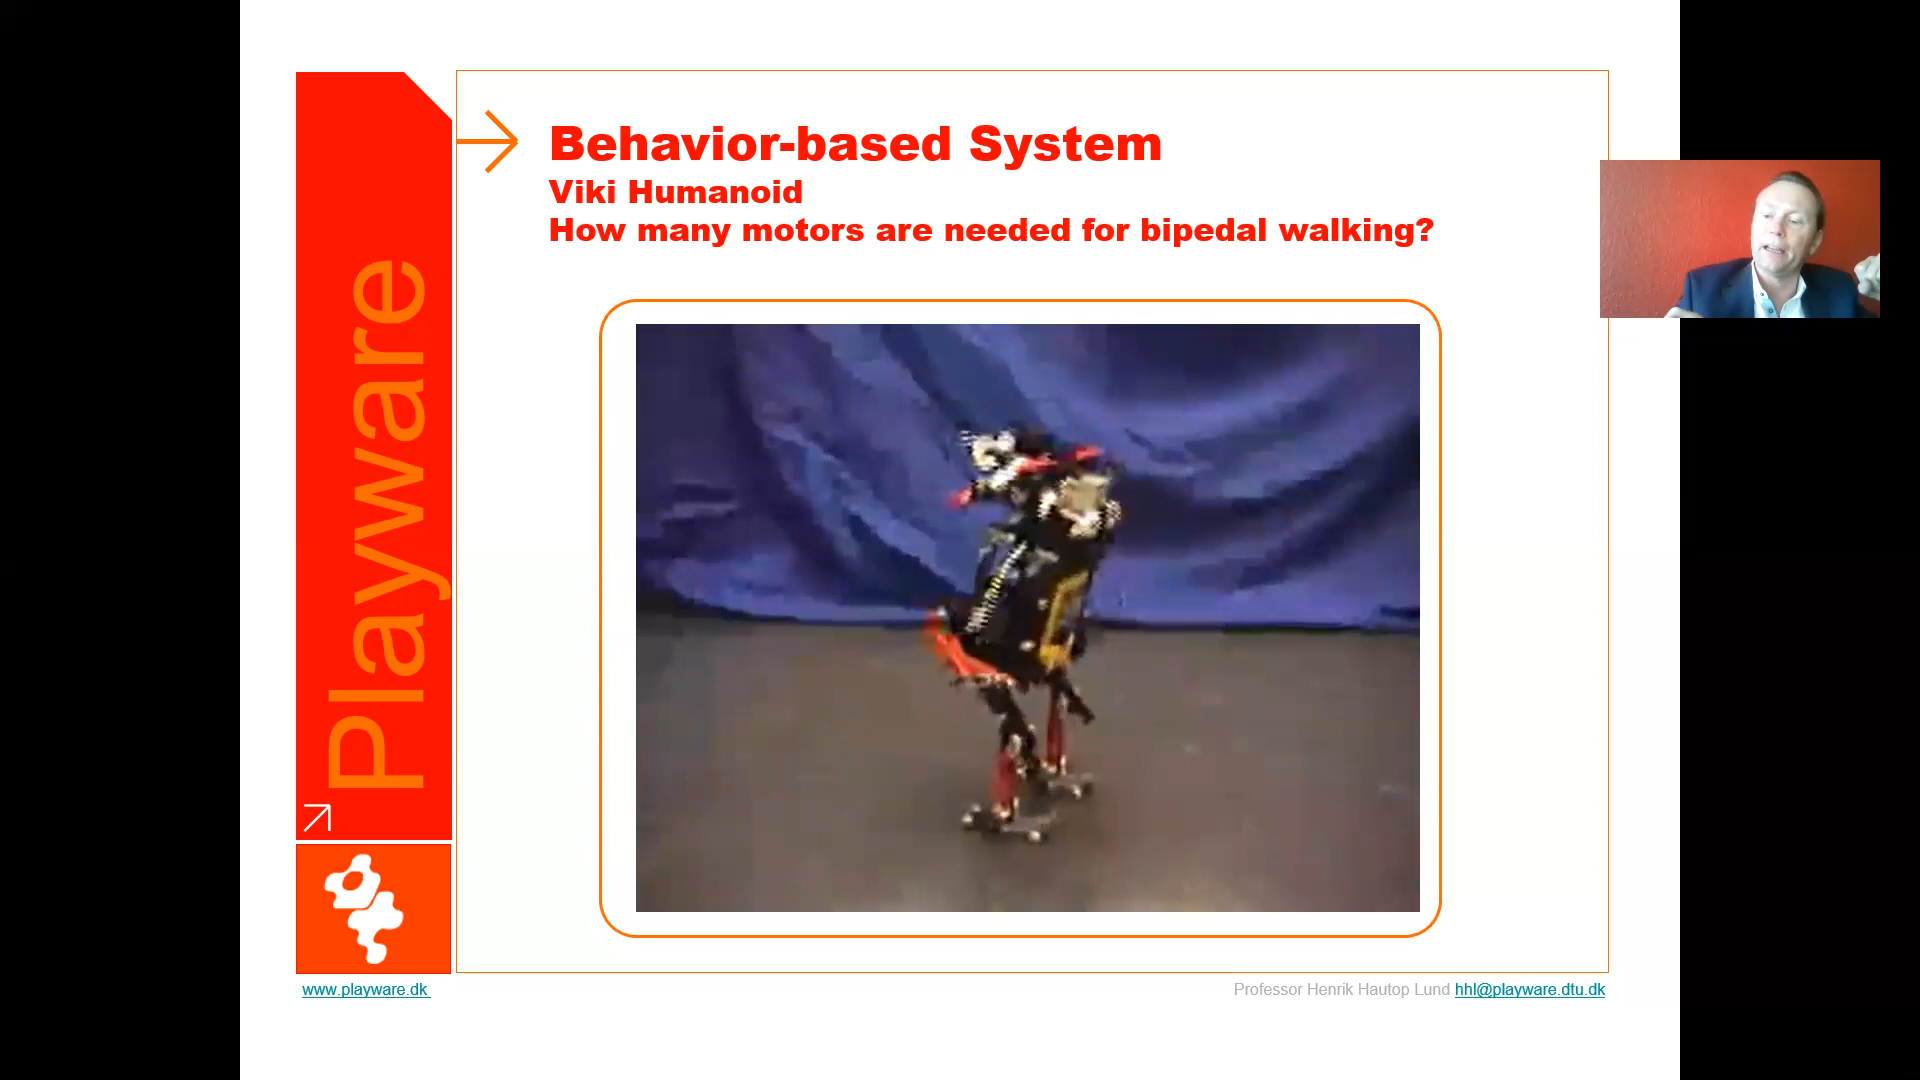 Behavior-based System
Viki Humanoid
How many motors are needed for bipedal walking?
Playware
www.playware.dk
Professor Henrik Hautop Lund hhl@playware.dtu.dk